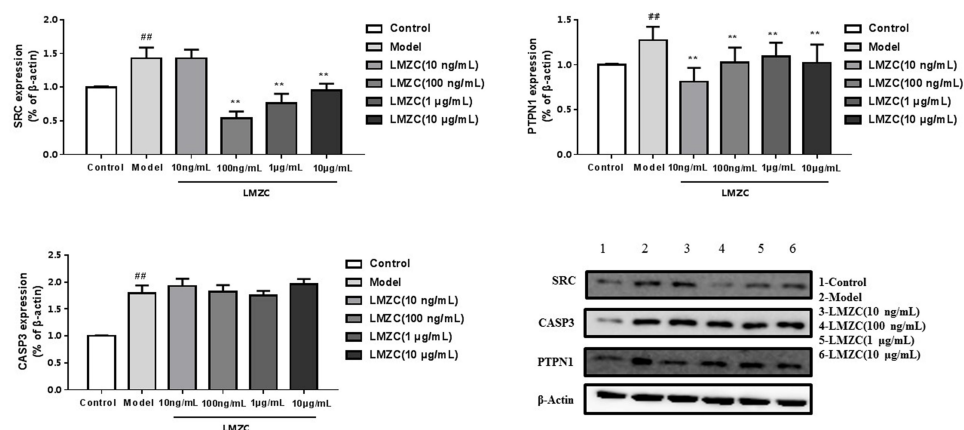 SRC expression
(% of β-actin)
2.0
1.5
1.0
0.5
0.0
##
**
**
**
Control
Model
10ng/mL
100ng/mL
1μg/mL
10μg/mL
LMZC
Control
Model
LMZC(10 ng/mL)
LMZC(100 ng/mL)
LMZC(1 μg/mL)
LMZC(10 μg/mL)
PTPN1 expression
(% of β-actin)
1.5
1.0
0.5
0.0
##
**
**
**
**
Control
Model
10ng/mL
100ng/mL
1μg/mL
10μg/mL
LMZC
Control
Model
LMZC(10 ng/mL)
LMZC(100 ng/mL)
LMZC(1 μg/mL)
LMZC(10 μg/mL)
CASP3 expression
(% of β-actin)
2.5
2.0
1.5
1.0
0.5
0.0
##
Control
Model
10ng/mL
100ng/mL
1μg/mL
10μg/mL
LMZC
Control
Model
LMZC(10 ng/mL)
LMZC(100 ng/mL)
LMZC(1 μg/mL)
LMZC(10 μg/mL)
1 2 3 4 5 6
SRC
CASP3
PTPN1
β-Actin
1-Control
2-Model
3-LMZC(10 ng/mL)
4-LMZC(100 ng/mL)
5-LMZC(1 μg/mL)
6-LMZC(10 μg/mL)